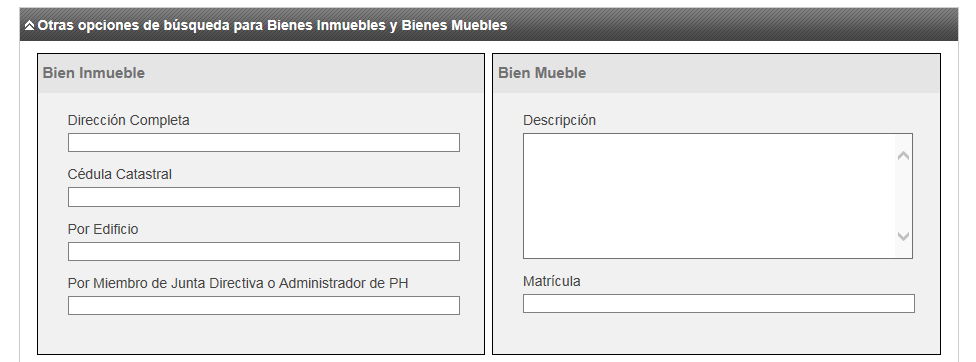 Otras opciones de búsqueda para Bienes Inmuebles y Bienes Muebles
Bien Inmueble
Dirección Completa
Cédula Catastral
Por Edificio
Por Miembro de Junta Directiva o Administrador de PH
Bien Mueble
Descripción
Matrícula